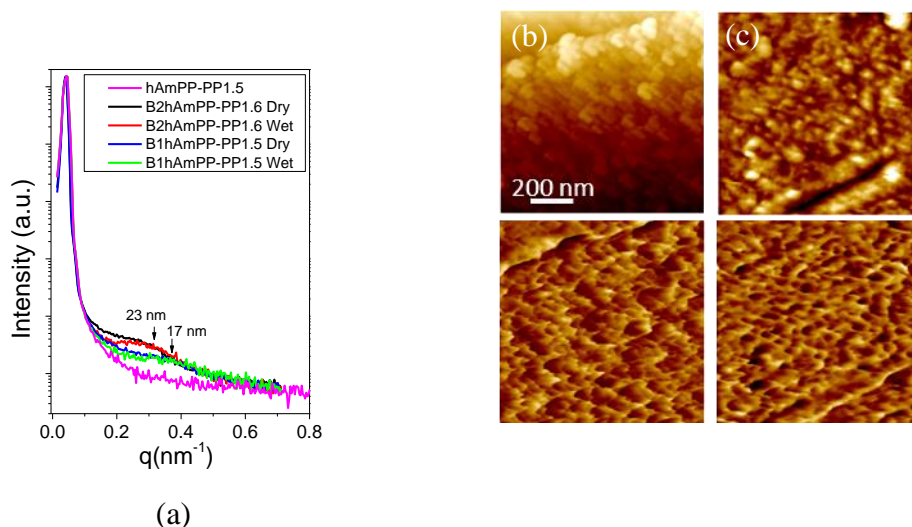 (b)
(c)
hAmPP-PP1.5
B2hAmPP-PP1.6 Dry
B2hAmPP-PP1.6 Wet
B1hAmPP-PP1.5 Dry
B1hAmPP-PP1.5 Wet
200 nm
Intensity (a.u.)
23 nm
17 nm
0.0 0.2 0.4 0.6 0.8
q(nm-1)
(a)